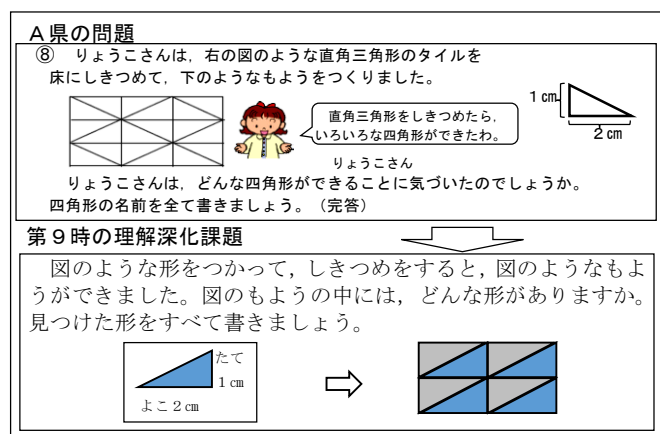 A県の問題
⑧ りょうこさんは，右の図のような直角三角形のタイルを
床にしきつめて，下のようなもようをつくりました。
直角三角形をしきつめたら，
いろいろな四角形ができたわ。
1 cm
2 cm
りょうこさん
りょうこさんは，どんな四角形ができることに気づいたのでしょうか。
四角形の名前を全て書きましょう。（完答）
第９時の理解深化課題
図のような形をつかって，しきつめをすると，図のようなもよ
うができました。図のもようの中には，どんな形がありますか。
見つけた形をすべて書きましょう。
たて
1㎝
よこ２㎝